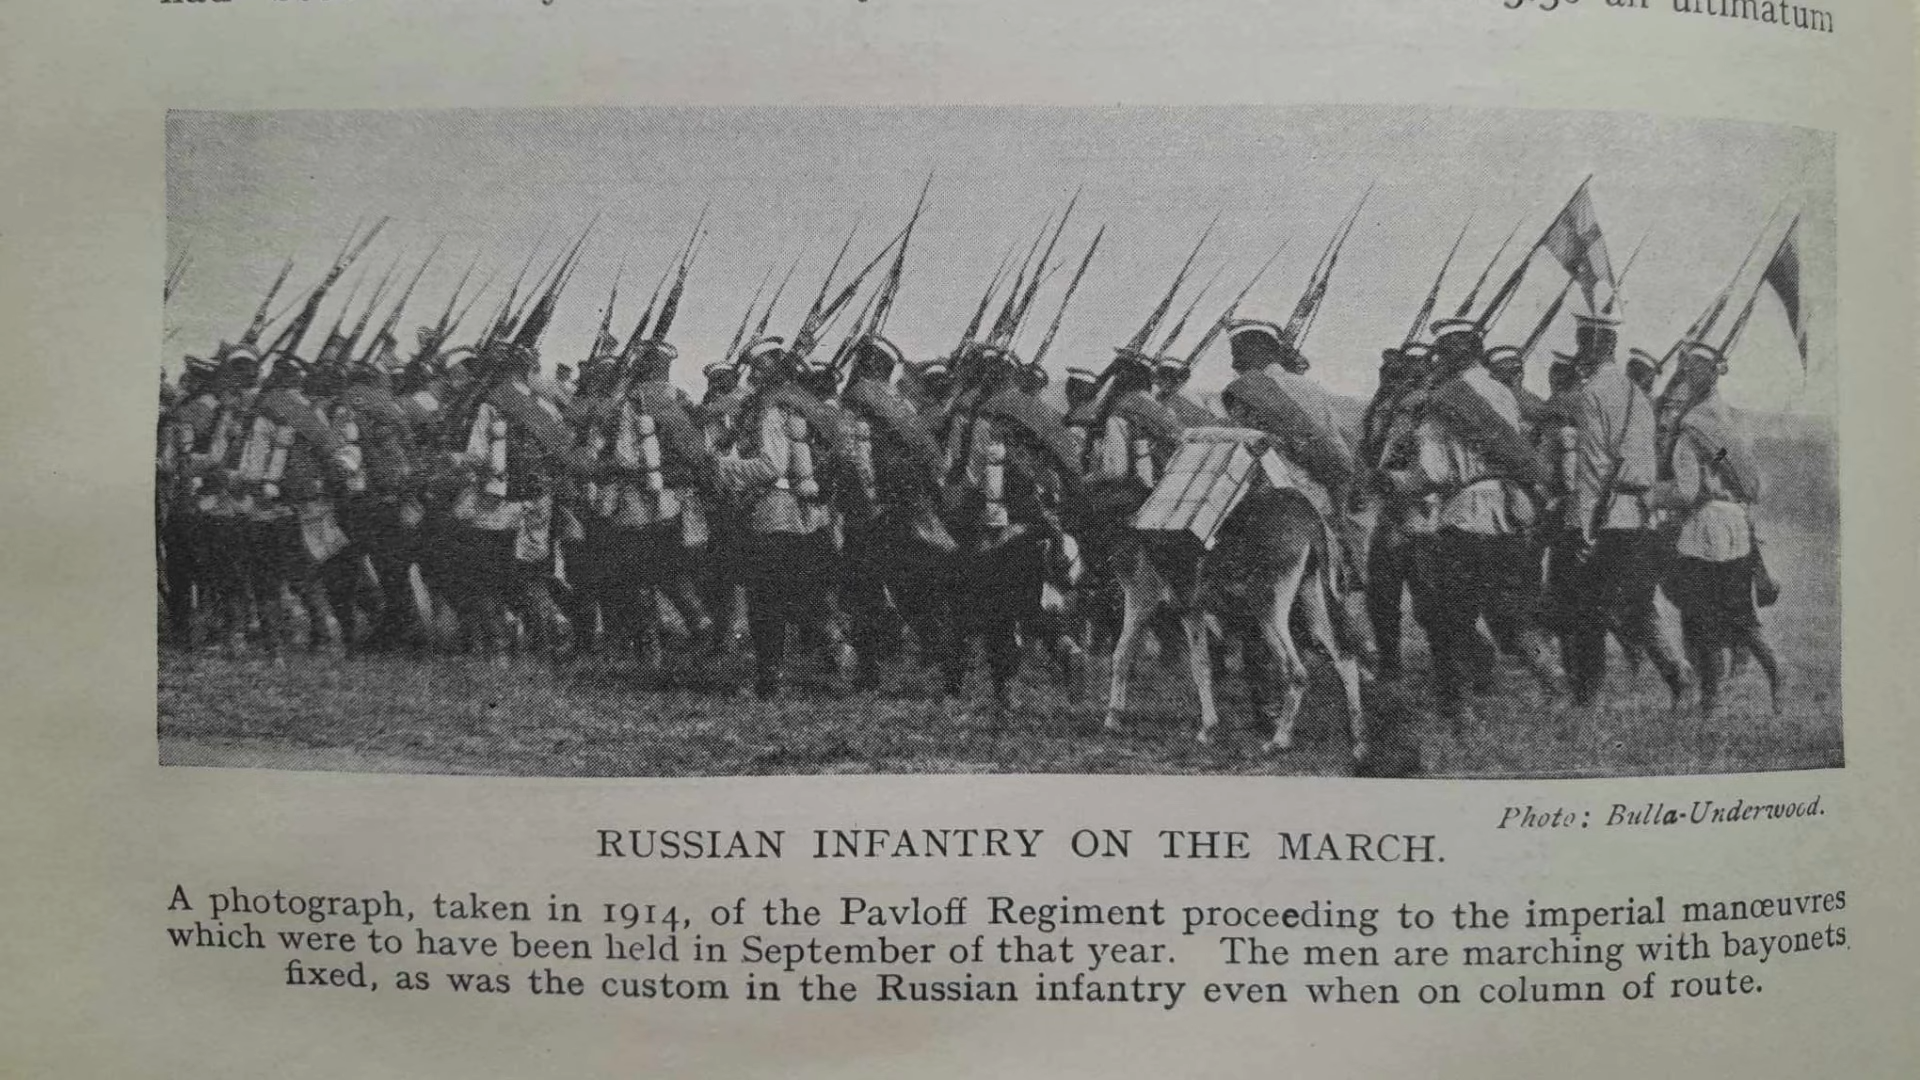 an ultimatum
Photo: Bulla-Underwood.
RUSSIAN INFANTRY ON THE MARCH.
A photograph, taken in 1914, of the Pavloff Regiment proceeding to the imperial manœuvres
which were to have been held in September of that year. The men are marching with bayonets
fixed, as was the custom in the Russian infantry even when on column of route.